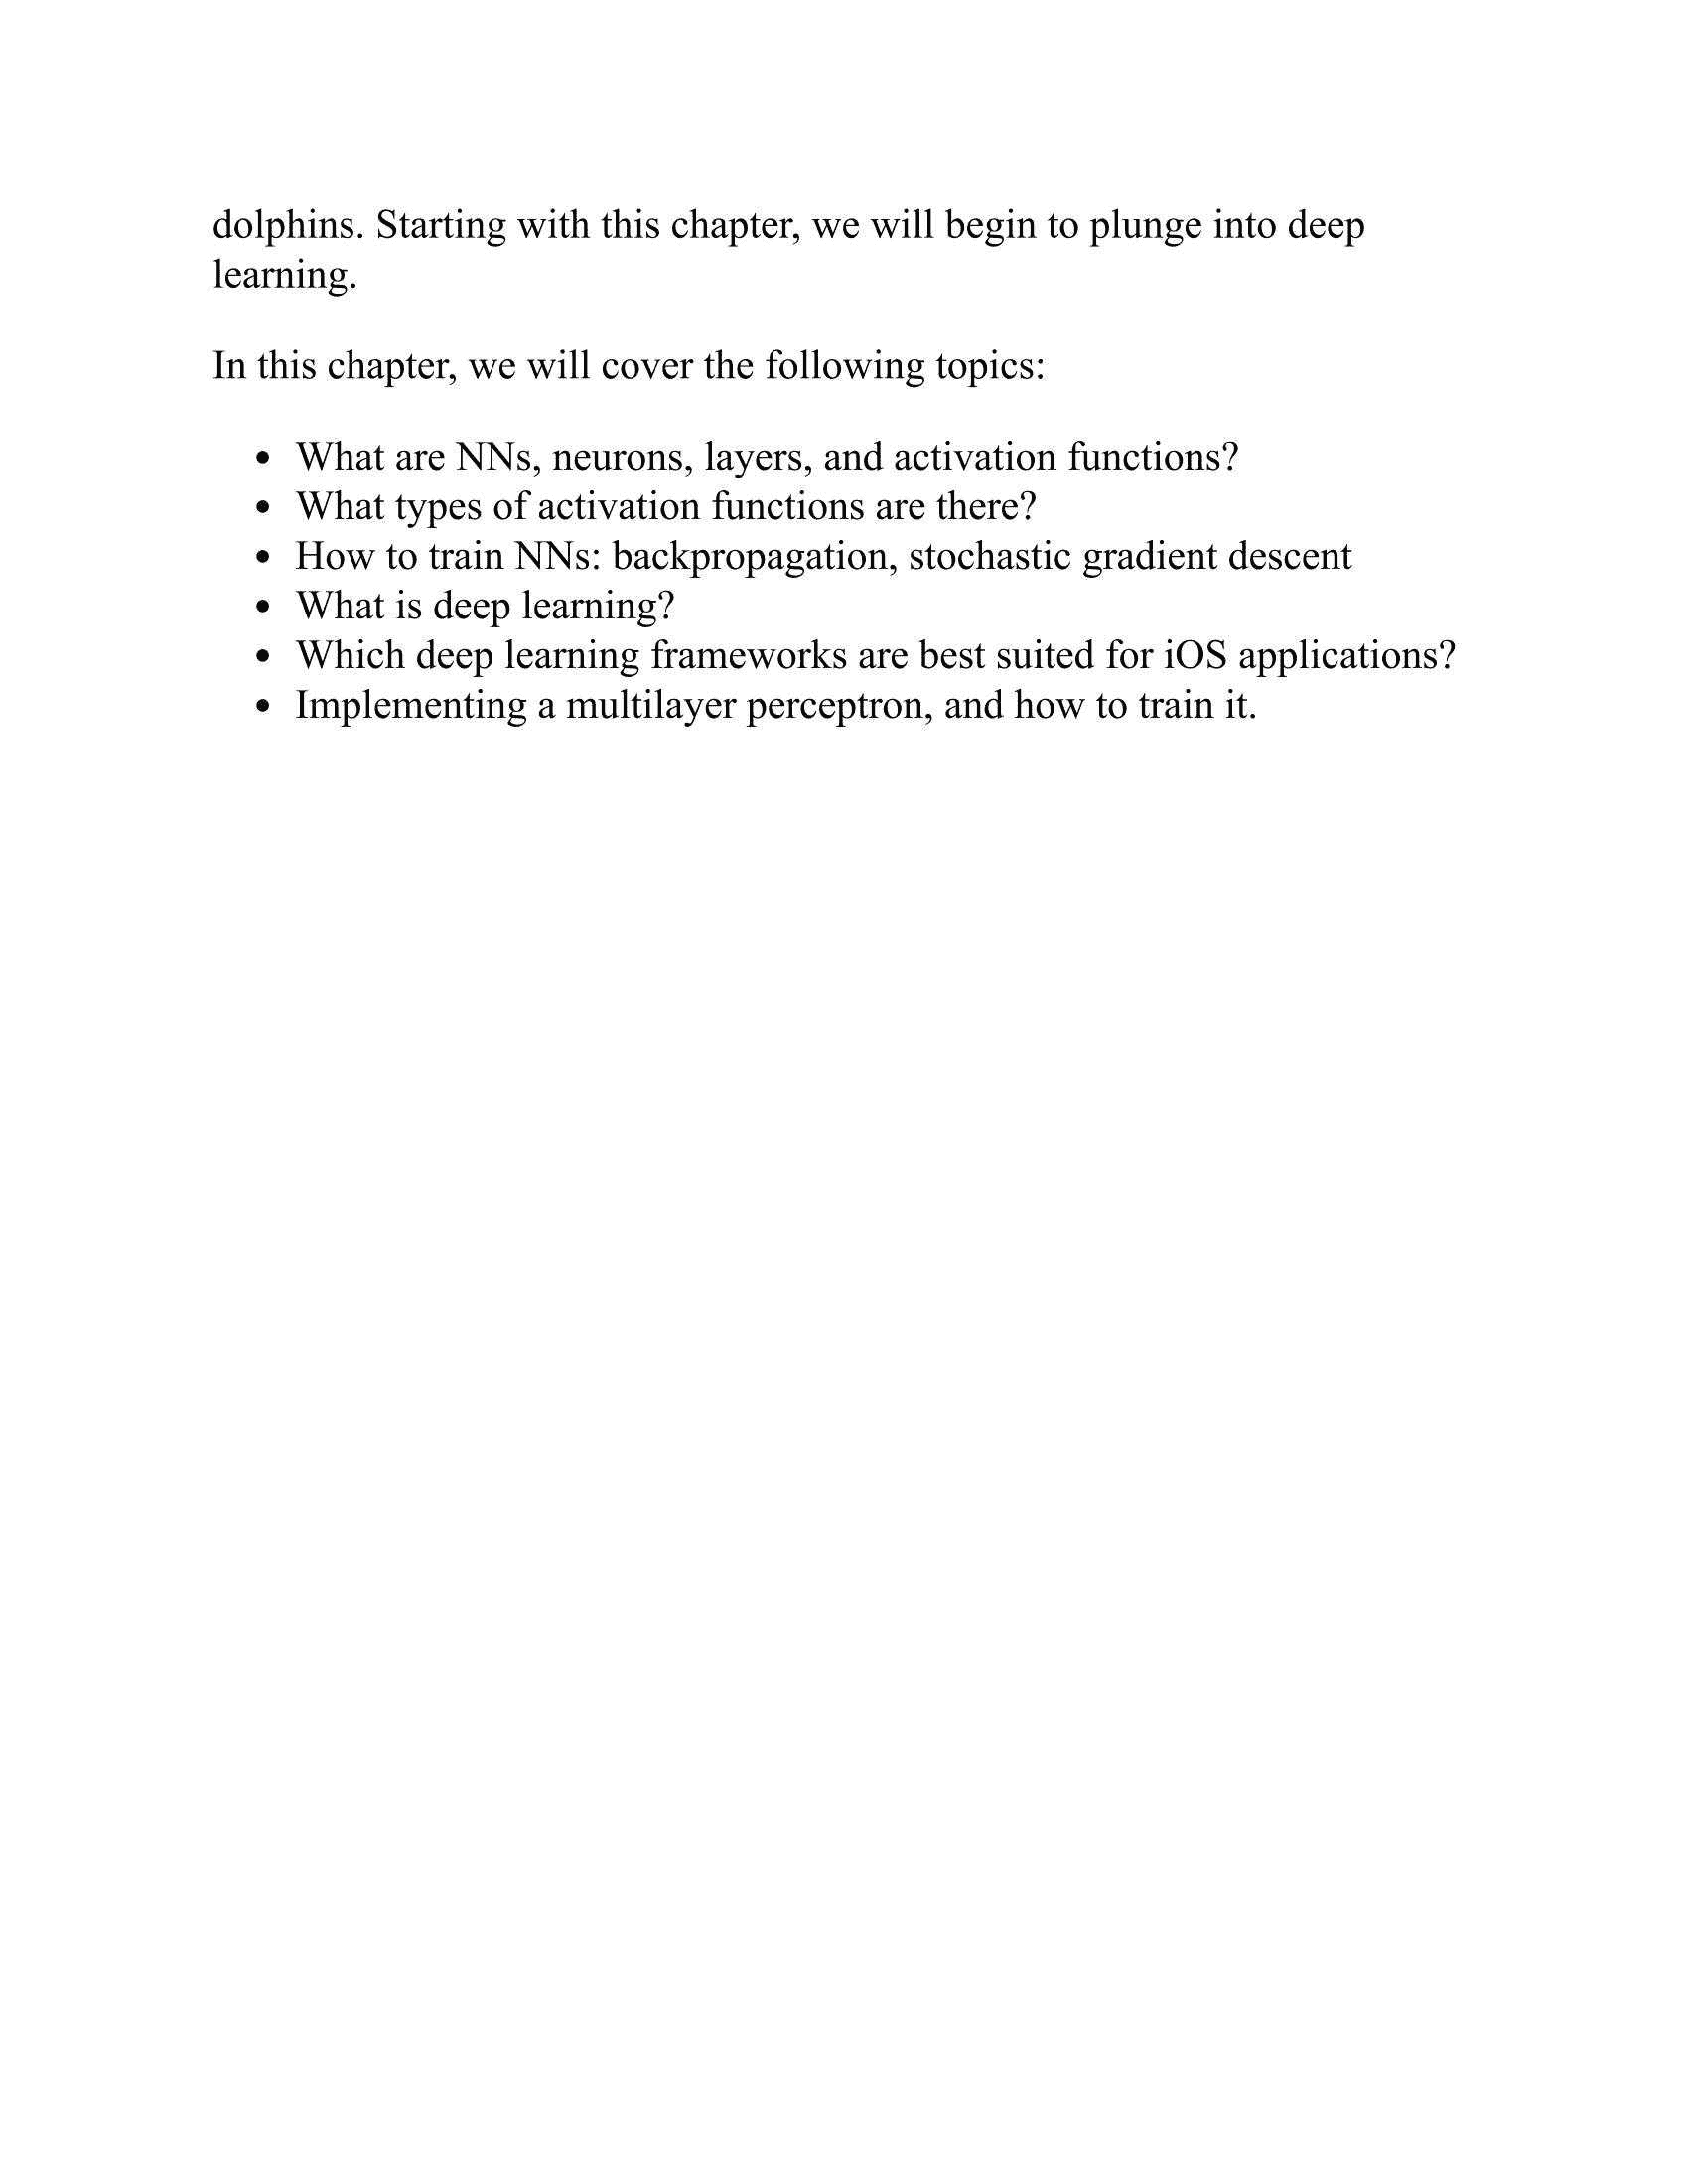 dolphins. Starting with this chapter, we will begin to plunge into deep
learning.
In this chapter, we will cover the following topics:
• What are NNs, neurons, layers, and activation functions?
• What types of activation functions are there?
• How to train NNs: backpropagation, stochastic gradient descent
• What is deep learning?
• Which deep learning frameworks are best suited for iOS applications?
• Implementing a multilayer perceptron, and how to train it.